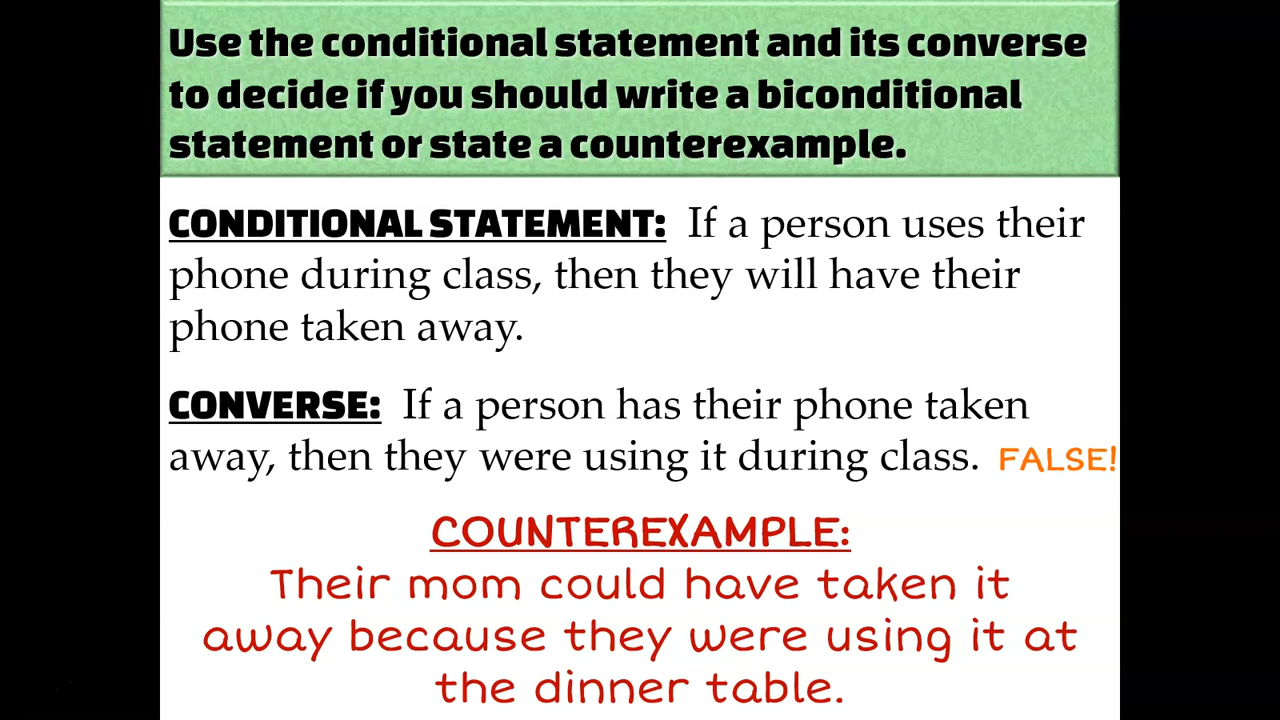 Use the conditional statement and its converse
to decide if you should write a biconditional
statement or state a counterexample.
CONDITIONAL STATEMENT: If a person uses their
phone during class, then they will have their
phone taken away.
CONVERSE: If a person has their phone taken
away, then they were using it during class. FALSE!
COUNTEREXAMPLE:
Their mom could have taken it
away because they were using it at
the dinner table.